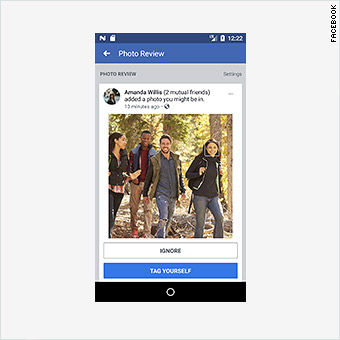 FACEBOOK
12:22
Photo Review
PHOTO REVIEW Settings
Amanda Willis (2 mutual friends)
added a photo you might be in.
13 minutes ago
IGNORE
TAG YOURSELF